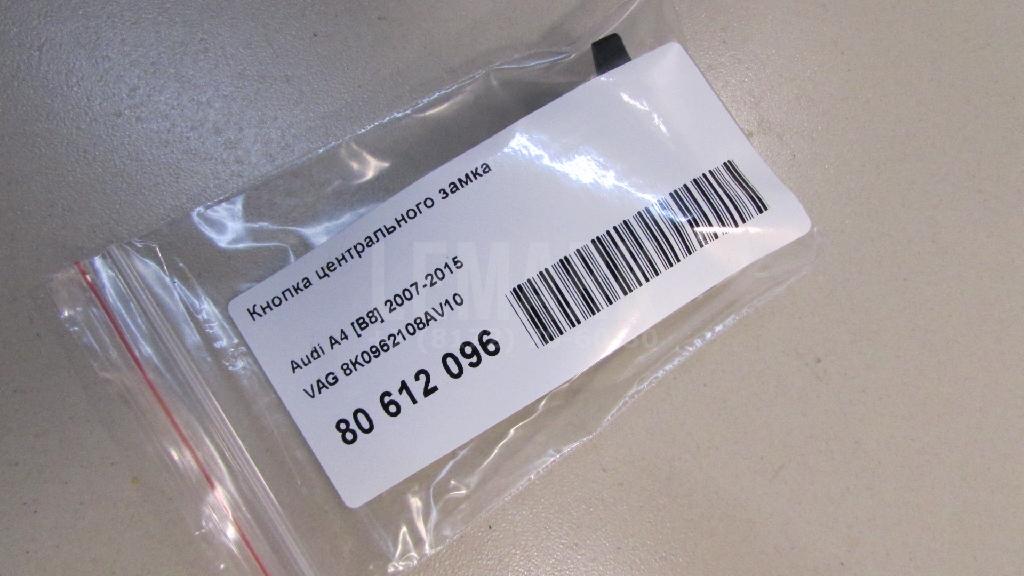 Кнопка центрального замка
Audi A4 [B8] 2007-2015
VAG 8K0962108AV10
80 612 096